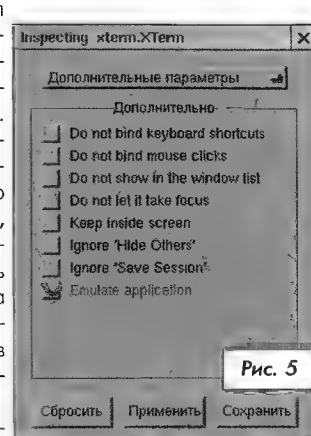 Inspecting xterm.XTerm
Дополнительные параметры
Дополнительно
Do not bind keyboard shortcuts
Do not bind mouse clicks
Do not show in the window list
Do not let it take focus
Keep inside screen
Ignore "Hide Others"
Ignore "Save Session"
Emulate application
Рис. 5
Сбросить Применить Сохранить